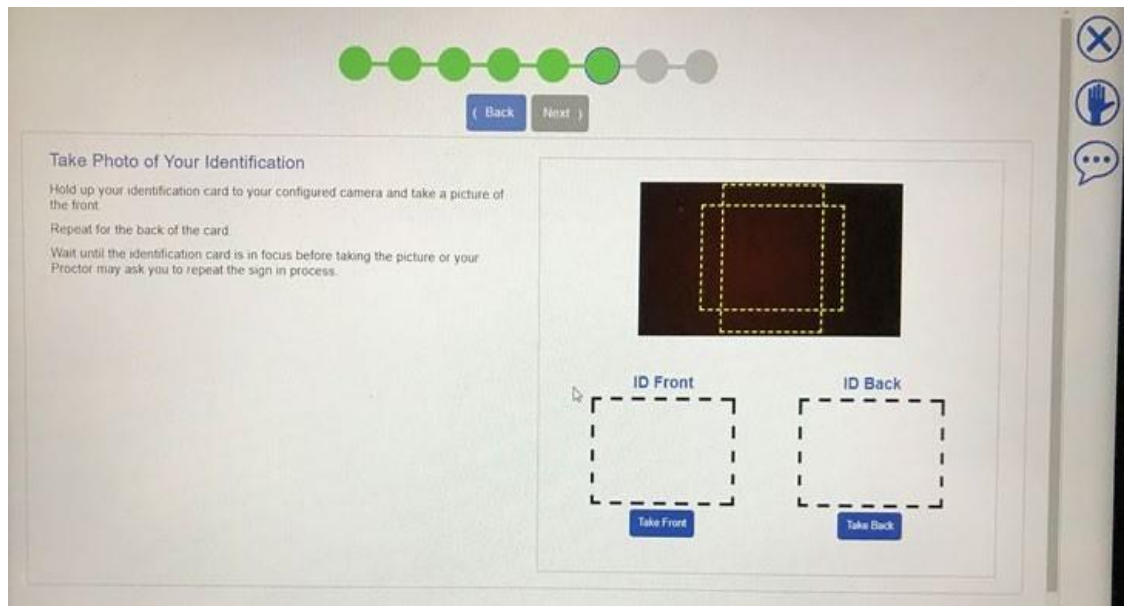 ( Back
Next )
Take Photo of Your Identification
Hold up your identification card to your configured camera and take a picture of
the front
Repeat for the back of the card
Wait until the identification card is in focus before taking the picture or your
Proctor may ask you to repeat the sign in process.
ID Front
ID Back
Take Front
Take Back